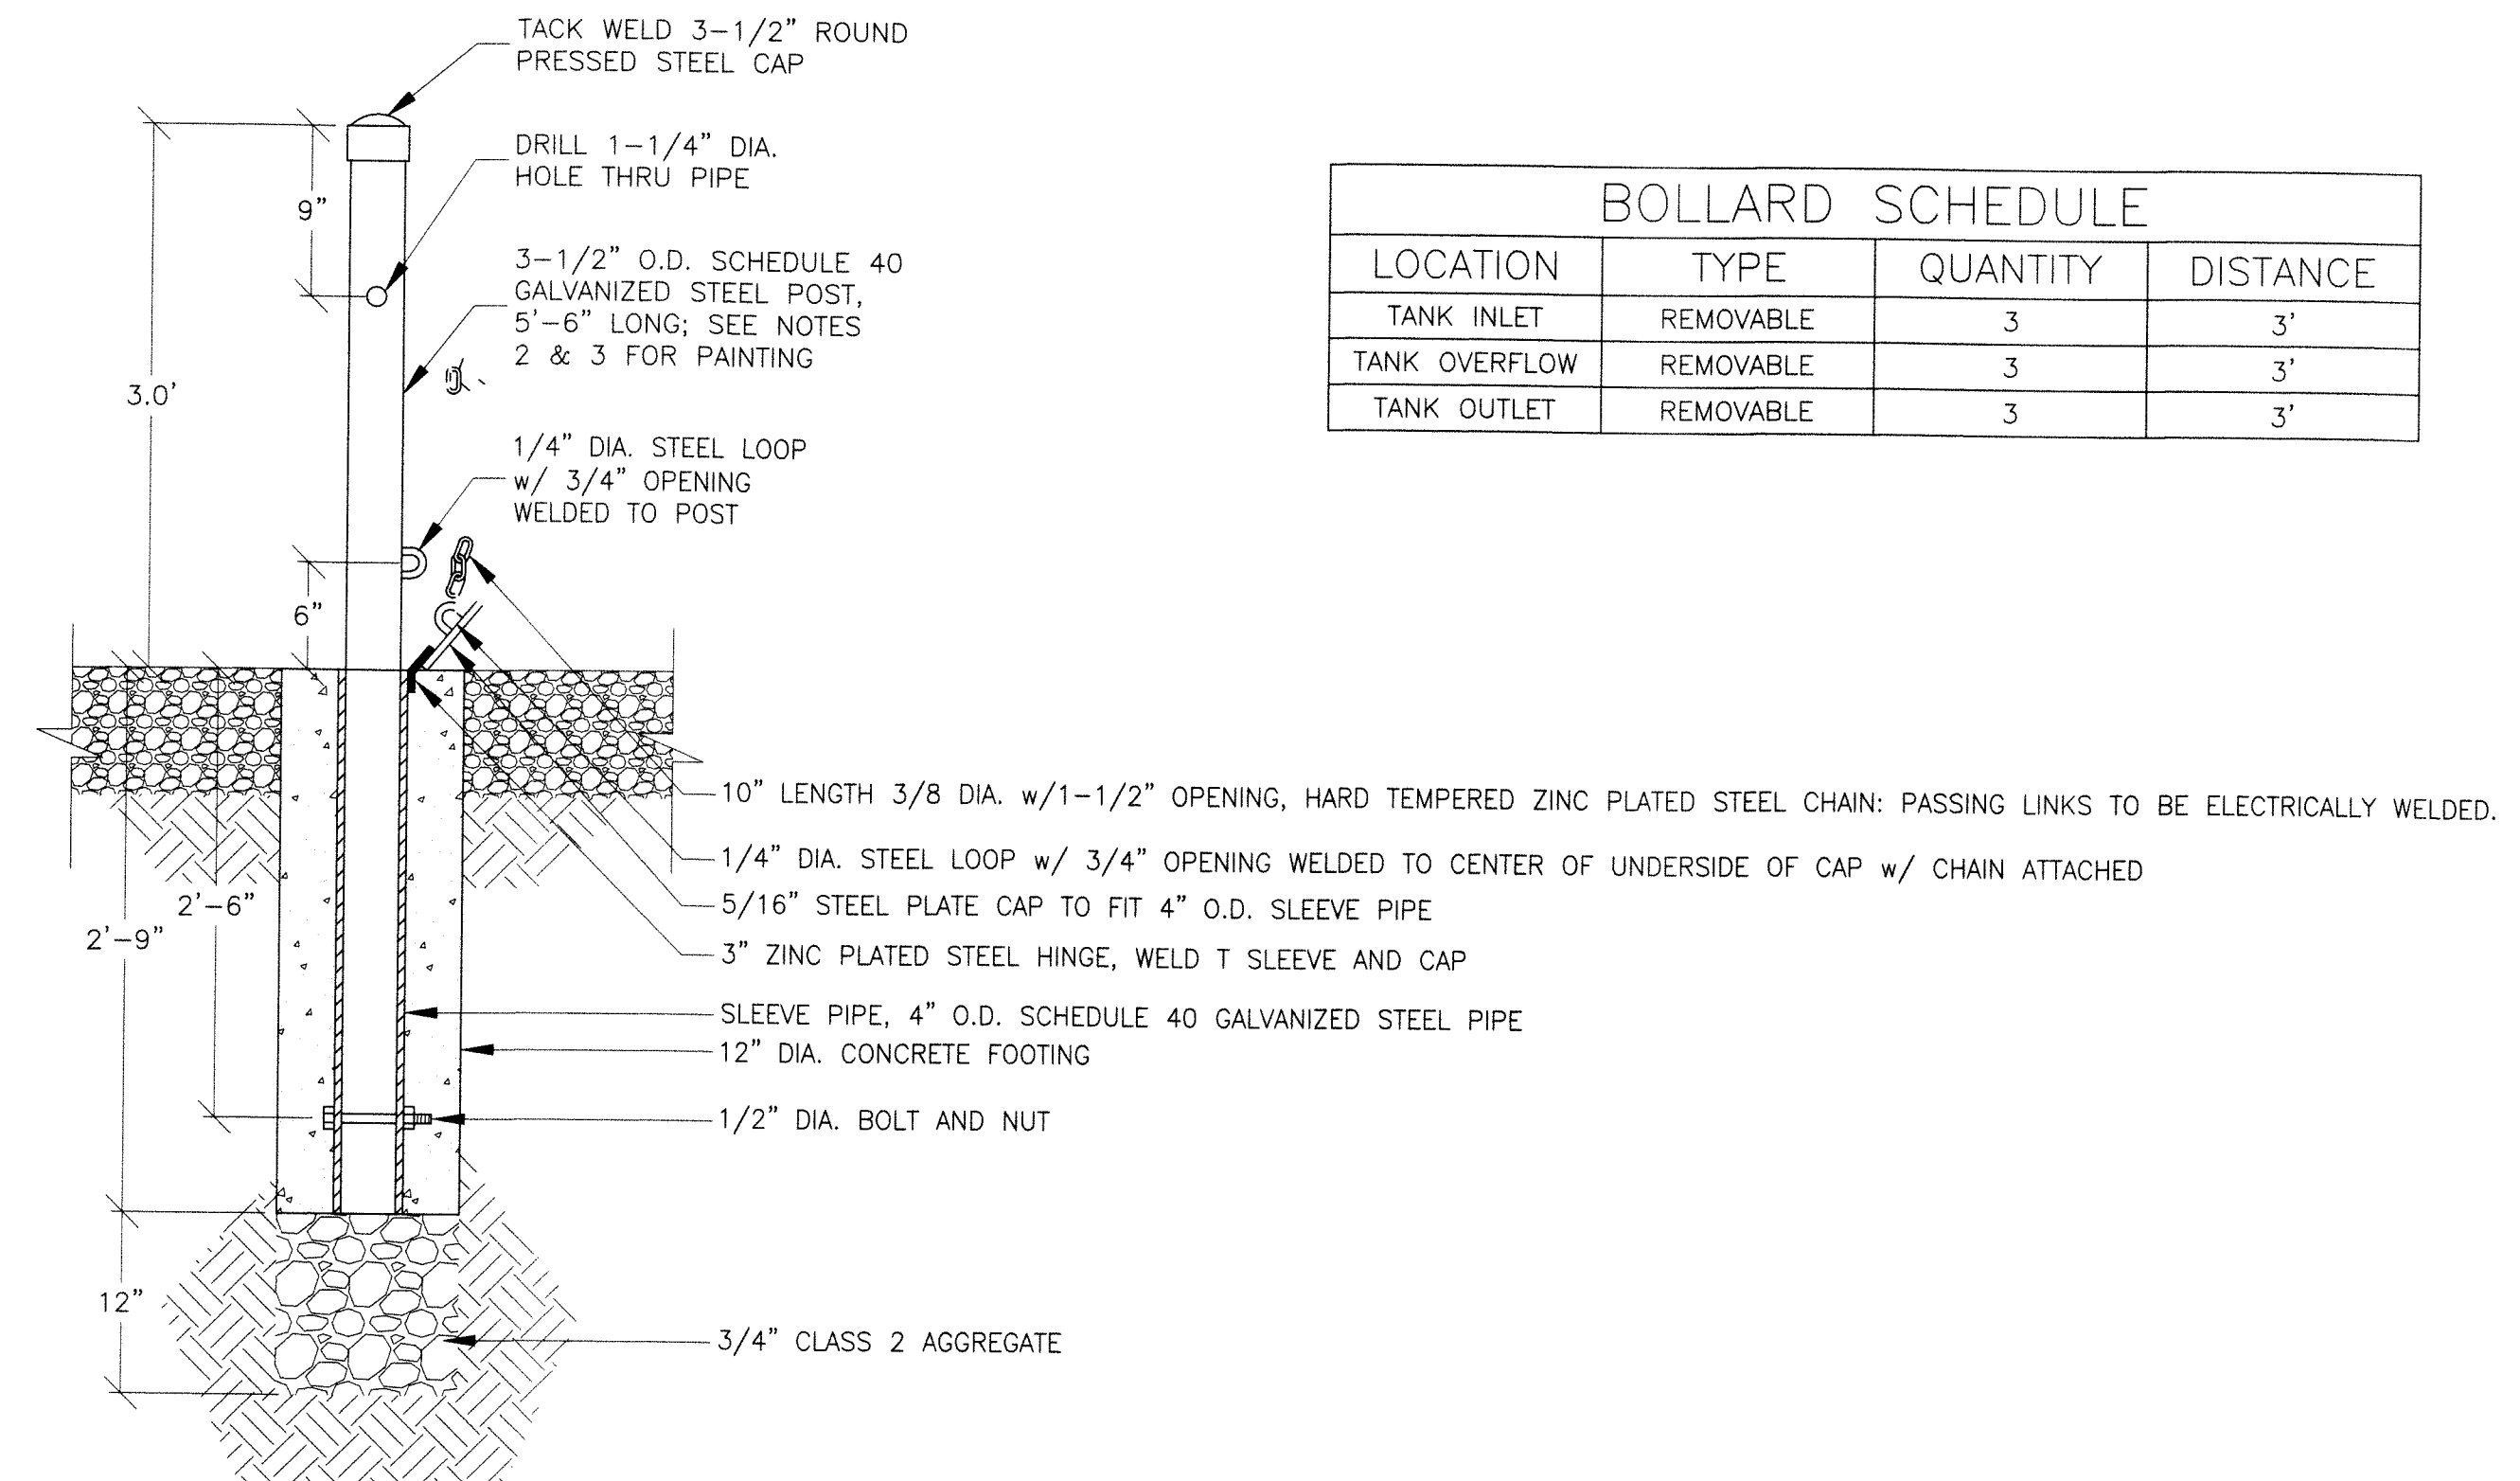 TACK WELD 3-1/2" ROUND
PRESSED STEEL CAP
DRILL 1-1/4" DIA.
HOLE THRU PIPE
9"
3-1/2" O.D. SCHEDULE 40
GALVANIZED STEEL POST,
5'-6" LONG; SEE NOTES
2 & 3 FOR PAINTING
3.0'
1/4" DIA. STEEL LOOP
w/ 3/4" OPENING
WELDED TO POST
6"
BOLLARD SCHEDULE
LOCATION TYPE QUANTITY DISTANCE
TANK INLET REMOVABLE 3 3'
TANK OVERFLOW REMOVABLE 3 3'
TANK OUTLET REMOVABLE 3 3'
10" LENGTH 3/8 DIA. w/1-1/2" OPENING, HARD TEMPERED ZINC PLATED STEEL CHAIN: PASSING LINKS TO BE ELECTRICALLY WELDED.
1/4" DIA. STEEL LOOP w/ 3/4" OPENING WELDED TO CENTER OF UNDERSIDE OF CAP w/ CHAIN ATTACHED
5/16" STEEL PLATE CAP TO FIT 4" O.D. SLEEVE PIPE
2'-6"
2'-9"
3" ZINC PLATED STEEL HINGE, WELD T SLEEVE AND CAP
SLEEVE PIPE, 4" O.D. SCHEDULE 40 GALVANIZED STEEL PIPE
12" DIA. CONCRETE FOOTING
1/2" DIA. BOLT AND NUT
12"
3/4" CLASS 2 AGGREGATE